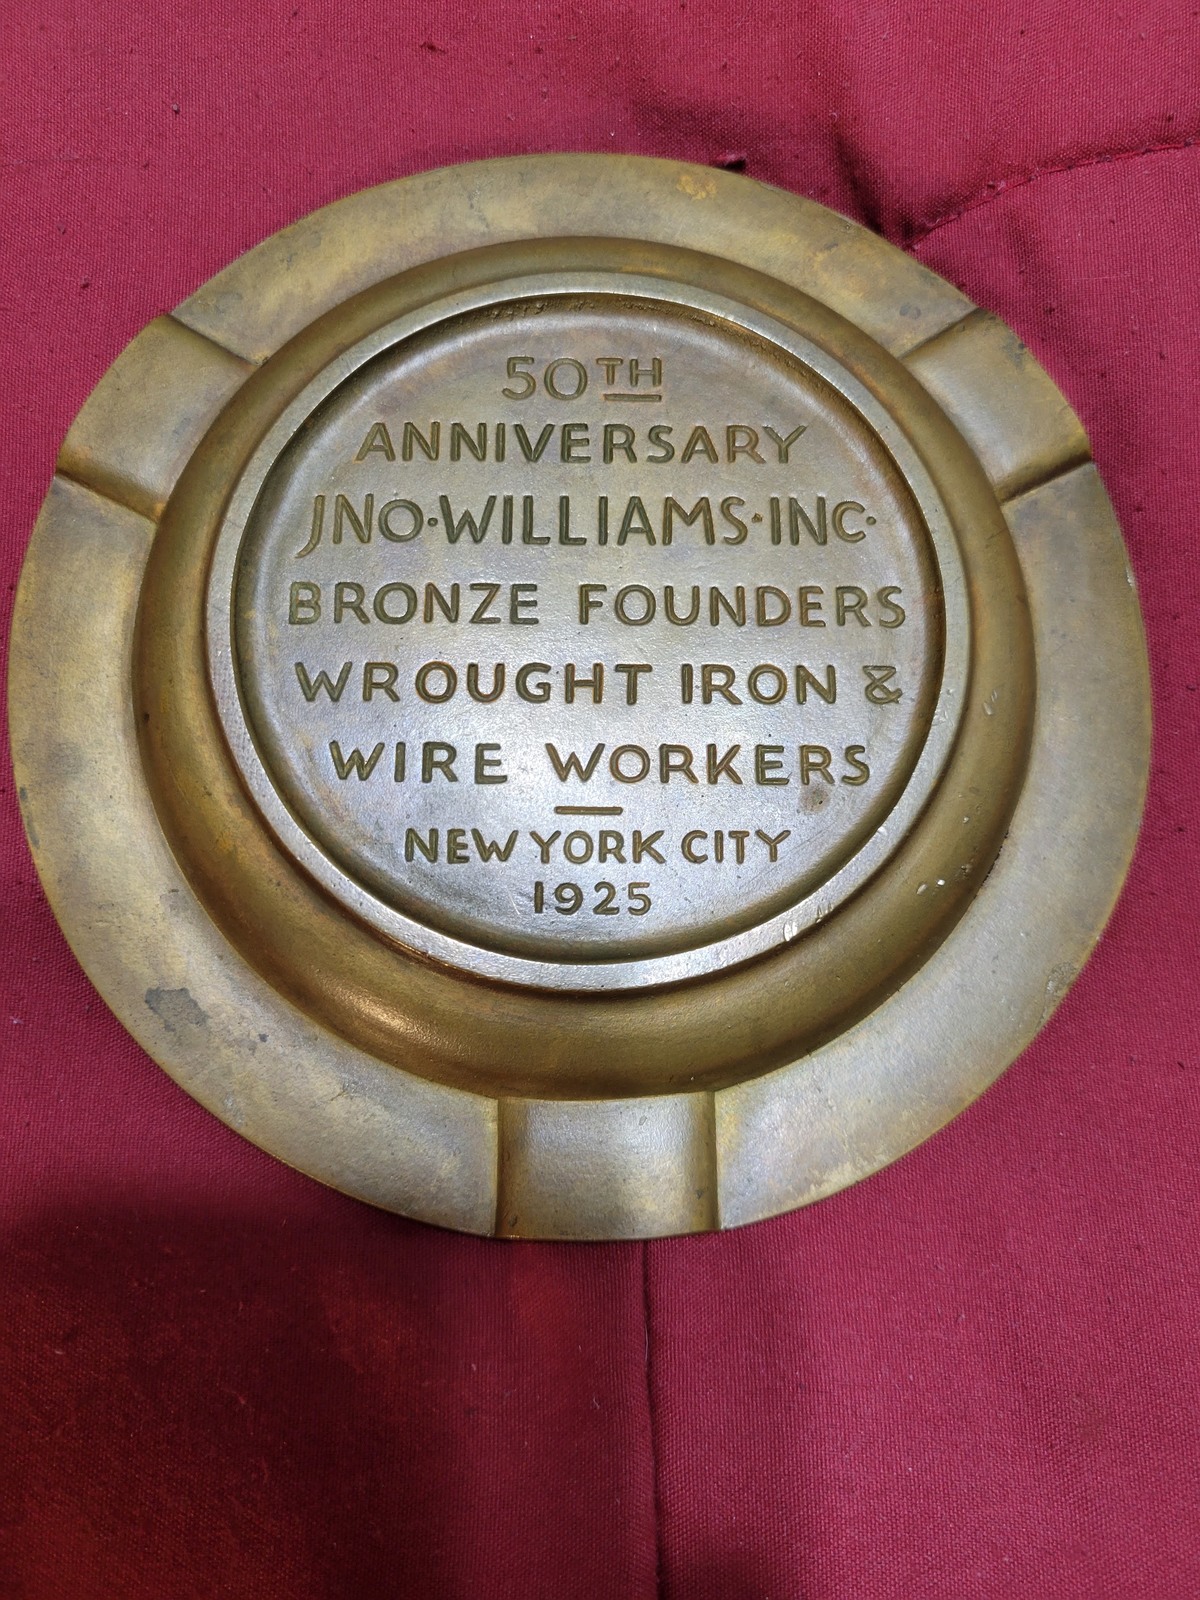 50TH
ANNIVERSARY
JNO·WILLIAMS·INC·
BRONZE FOUNDERS
WROUGHT IRON &
WIRE WORKERS
NEW YORK CITY
1925